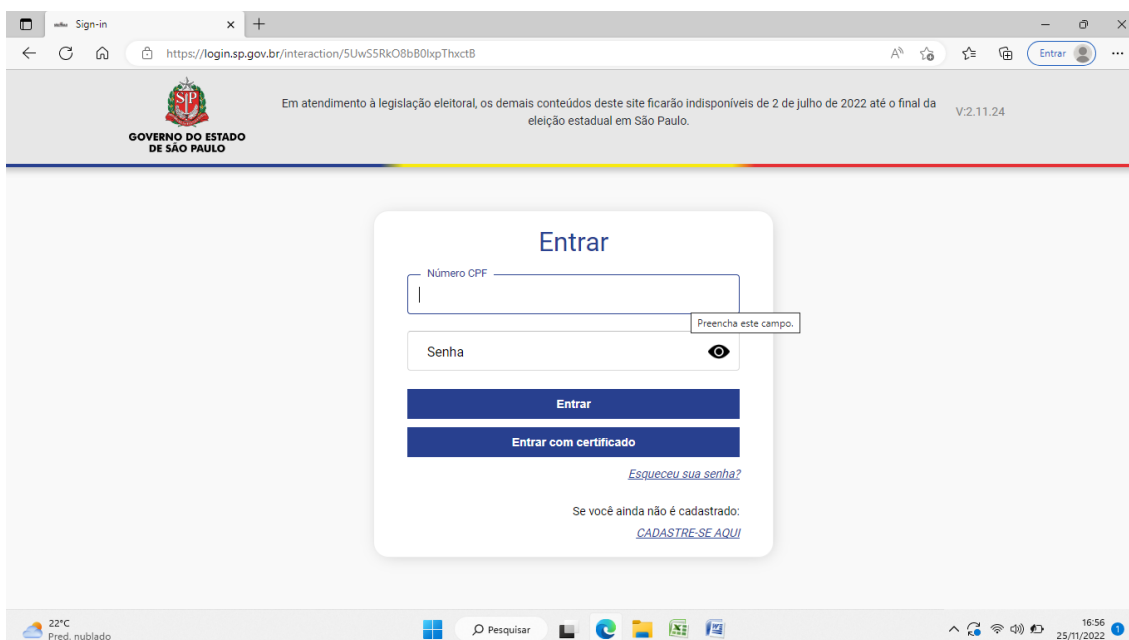 Sign-in
https://login.sp.gov.br/interaction/5UwS5RkO8bB0IxpThxctB
Entrar
SP
GOVERNO DO ESTADO
DE SÃO PAULO
Em atendimento à legislação eleitoral, os demais conteúdos deste site ficarão indisponíveis de 2 de julho de 2022 até o final da
eleição estadual em São Paulo.
V:2.11.24
Entrar
Número CPF
Preencha este campo.
Senha
Entrar
Entrar com certificado
Esqueceu sua senha?
Se você ainda não é cadastrado:
CADASTRE-SE AQUI
22°C
Pred. nublado
Pesquisar
16:56
25/11/2022
1